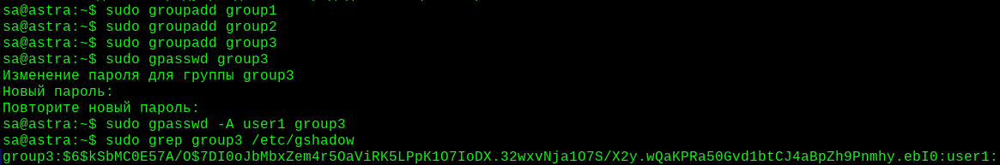 sa@astra:~$ sudo groupadd group1
sa@astra:~$ sudo groupadd group2
sa@astra:~$ sudo groupadd group3
sa@astra:~$ sudo gpasswd group3
Изменение пароля для группы group3
Новый пароль:
Повторите новый пароль:
sa@astra:~$ sudo gpasswd -A user1 group3
sa@astra:~$ sudo grep group3 /etc/gshadow
group3:$6$kSbMC0E57A/O$7DI0oJbMbxZem4r5OaViRK5LPpK1O7IoDX.32wxvNja1O7S/X2y.wQaKPRa50Gvd1btCJ4aBpZh9Pnmhy.ebI0:user1: